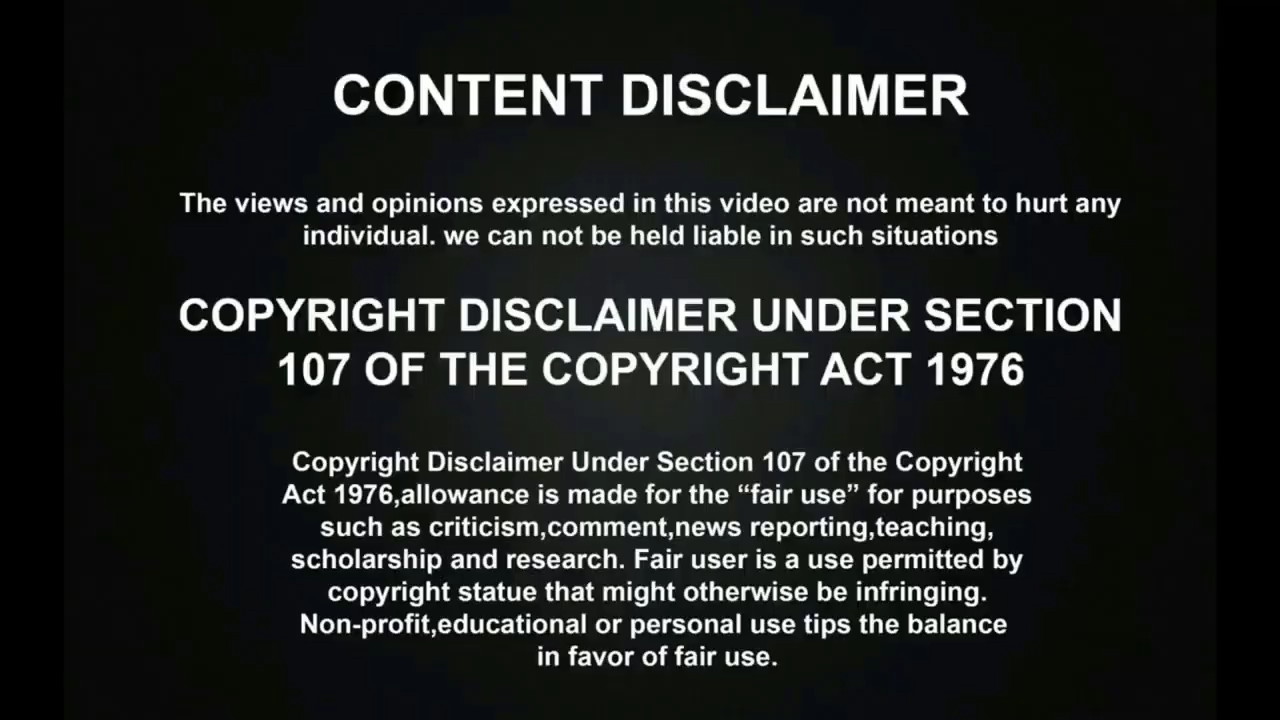 CONTENT DISCLAIMER
The views and opinions expressed in this video are not meant to hurt any
individual. we can not be held liable in such situations
COPYRIGHT DISCLAIMER UNDER SECTION
107 OF THE COPYRIGHT ACT 1976
Copyright Disclaimer Under Section 107 of the Copyright
Act 1976,allowance is made for the “fair use” for purposes
such as criticism,comment,news reporting,teaching,
scholarship and research. Fair user is a use permitted by
copyright statue that might otherwise be infringing.
Non-profit,educational or personal use tips the balance
in favor of fair use.